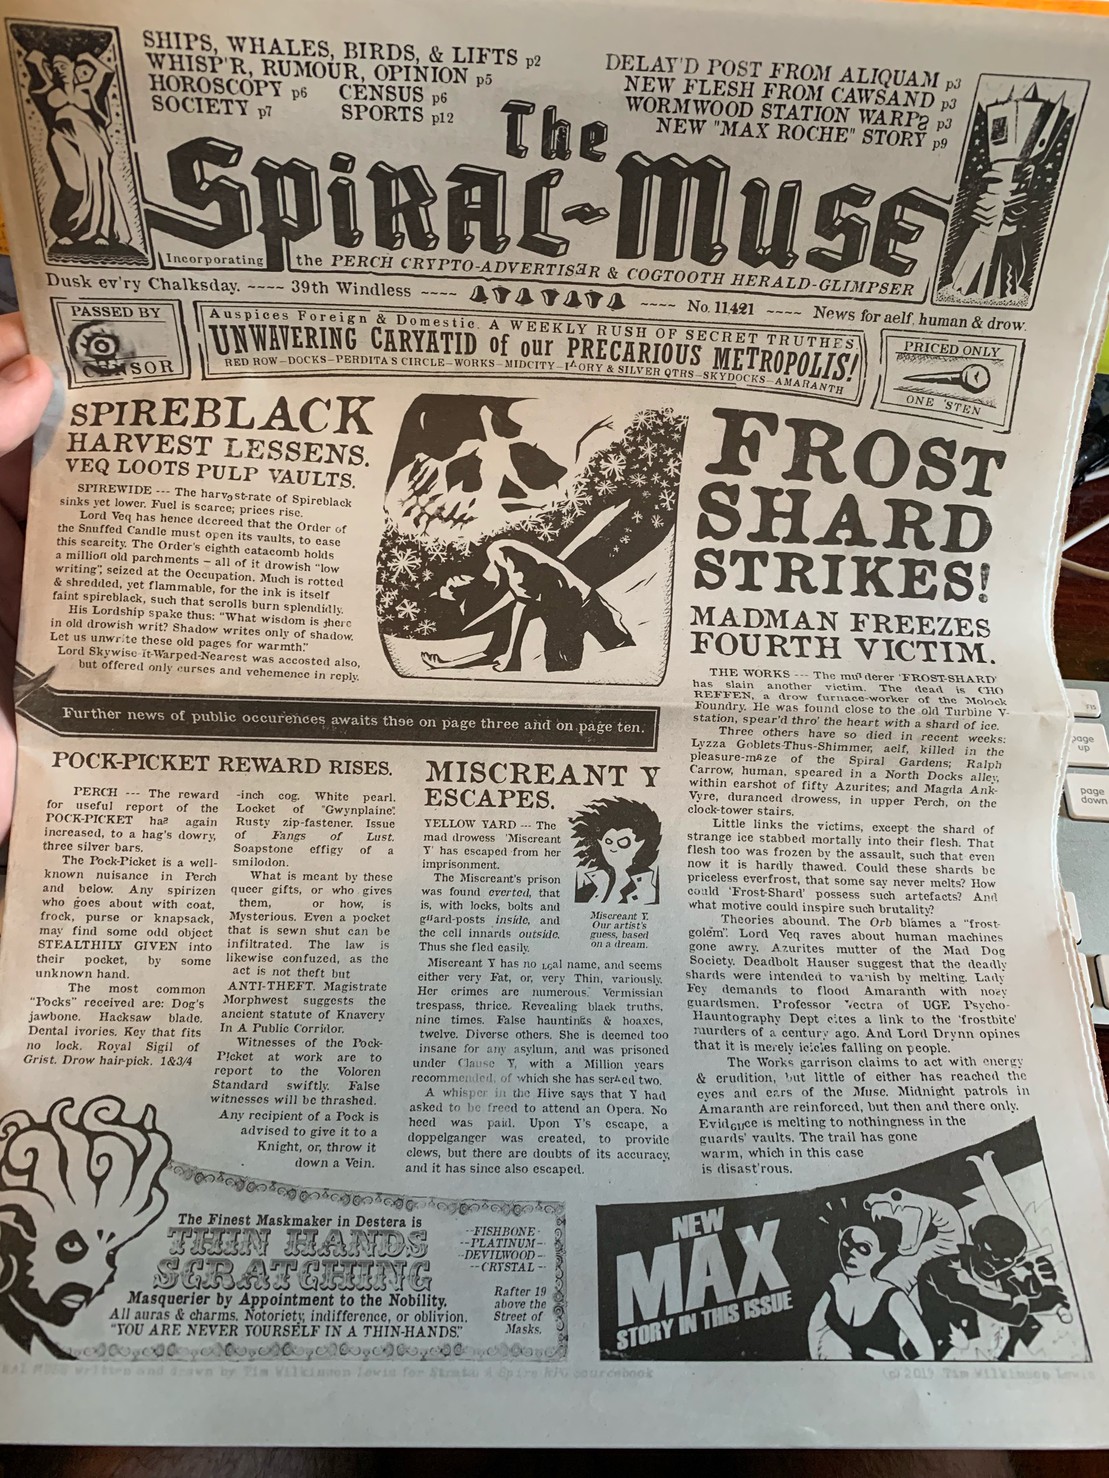 SHIPS, WHALES, BIRDS, & LIFTS p2
WHISP'R, RUMOUR, OPINION p5
HOROSCOPY p6 CENSUS p6
SOCIETY p7 SPORTS p12
DELAY'D POST FROM ALIQUAM p3
NEW FLESH FROM CAWSAND p3
WORMWOOD STATION WARPS p3
NEW "MAX ROCHE" STORY p9
The
Spiral~Muse
Incorporating the PERCH CRYPTO-ADVERTISER & COGTOOTH HERALD-GLIMPSER
Dusk ev'ry Chalksday. ---- 39th Windless ---- ---- No. 11421 ---- News for aelf, human & drow.
PASSED BY
CENSOR
Auspices Foreign & Domestic. A WEEKLY RUSH OF SECRET TRUTHES
UNWAVERING CARYATID of our PRECARIOUS METROPOLIS!
RED ROW–DOCKS–PERDITA'S CIRCLE–WORKS–MIDCITY–IVORY & SILVER QTRS–SKYDOCKS–AMARANTH
PRICED ONLY
ONE 'STEN
SPIREBLACK
HARVEST LESSENS.
VEQ LOOTS PULP VAULTS.
SPIREWIDE --- The harvest-rate of Spireblack
sinks yet lower. Fuel is scarce; prices rise.
Lord Veq has hence decreed that the Order of
the Snuffed Candle must open its vaults, to ease
this scarcity. The Order's eighth catacomb holds
a million old parchments – all of it drowish "low
writing", seized at the Occupation. Much is rotted
& shredded, yet flammable, for the ink is itself
faint spireblack, such that scrolls burn splendidly.
His Lordship spake thus: "What wisdom is there
in old drowish writ? Shadow writes only of shadow.
Let us unwrite these old pages for warmth."
Lord Skywise-it-Warped-Nearest was accosted also,
but offered only curses and vehemence in reply.
FROST
SHARD
STRIKES!
MADMAN FREEZES
FOURTH VICTIM.
THE WORKS --- The murderer 'FROST-SHARD'
has slain another victim. The dead is CHO
REFFEN, a drow furnace-worker of the Molock
Foundry. He was found close to the old Turbine V-
station, spear'd thro' the heart with a shard of ice.
Three others have so died in recent weeks:
Lyzza Goblets-Thus-Shimmer, aelf, killed in the
pleasure-maze of the Spiral Gardens; Ralph
Carrow, human, speared in a North Docks alley,
within earshot of fifty Azurites; and Magda Ank-
Vyre, duranced drowess, in upper Perch, on the
clock-tower stairs.
Little links the victims, except the shard of
strange ice stabbed mortally into their flesh. That
flesh too was frozen by the assault, such that even
now it is hardly thawed. Could these shards be
priceless everfrost, that some say never melts? How
could 'Frost-Shard' possess such artefacts? And
what motive could inspire such brutality?
Theories abound. The Orb blames a "frost-
golem". Lord Veq raves about human machines
gone awry. Azurites mutter of the Mad Dog
Society. Deadbolt Hauser suggest that the deadly
shards were intended to vanish by melting. Lady
Fey demands to flood Amaranth with more
guardsmen. Professor Vectra of UGE Psycho-
Hauntography Dept cites a link to the 'frostbite'
murders of a century ago. And Lord Drynn opines
that it is merely icicles falling on people.
The Works garrison claims to act with energy
& erudition, but little of either has reached the
eyes and ears of the Muse. Midnight patrols in
Amaranth are reinforced, but then and there only.
Evidence is melting to nothingness in the
guards' vaults. The trail has gone
warm, which in this case
is disast'rous.
Further news of public occurences awaits thee on page three and on page ten.
POCK-PICKET REWARD RISES.
PERCH --- The reward
for useful report of the
POCK-PICKET has again
increased, to a hag's dowry,
three silver bars.
The Pock-Picket is a well-
known nuisance in Perch
and below. Any spirizen
who goes about with coat,
frock, purse or knapsack,
may find some odd object
STEALTHILY GIVEN into
their pocket, by some
unknown hand.
The most common
"Pocks" received are: Dog's
jawbone. Hacksaw blade.
Dental ivories. Key that fits
no lock. Royal Sigil of
Grist. Drow hair-pick. 1&3/4
-inch cog. White pearl.
Locket of "Gwynplaine".
Rusty zip-fastener. Issue
of Fangs of Lust.
Soapstone effigy of a
smilodon.
What is meant by these
queer gifts, or who gives
them, or how, is
Mysterious. Even a pocket
that is sewn shut can be
infiltrated. The law is
likewise confuzed, as the
act is not theft but
ANTI-THEFT. Magistrate
Morphwest suggests the
ancient statute of Knavery
In A Public Corridor.
Witnesses of the Pock-
Picket at work are to
report to the Voloren
Standard swiftly. False
witnesses will be thrashed.
Any recipient of a Pock is
advised to give it to a
Knight, or, throw it
down a Vein.
MISCREANT Y
ESCAPES.
YELLOW YARD --- The
mad drowess 'Miscreant
Y' has escaped from her
imprisonment.
The Miscreant's prison
was found everted, that
is, with locks, bolts and
guard-posts inside, and
the cell innards outside.
Thus she fled easily.
Miscreant Y.
Our artist's
guess, based
on a dream.
Miscreant Y has no legal name, and seems
either very Fat, or, very Thin, variously.
Her crimes are numerous. Vermissian
trespass, thrice. Revealing black truths,
nine times. False hauntings & hoaxes,
twelve. Diverse others. She is deemed too
insane for any asylum, and was prisoned
under Clause Y, with a Million years
recommended, of which she has served two.
A whisper in the Hive says that Y had
asked to be freed to attend an Opera. No
heed was paid. Upon Y's escape, a
doppelganger was created, to provide
clews, but there are doubts of its accuracy,
and it has since also escaped.
The Finest Maskmaker in Destera is
THIN HANDS
SCRATCHING
Masquerier by Appointment to the Nobility.
All auras & charms. Notoriety, indifference, or oblivion.
"YOU ARE NEVER YOURSELF IN A THIN-HANDS."
--FISHBONE--
--PLATINUM--
--DEVILWOOD--
--CRYSTAL--
Rafter 19
above the
Street of
Masks.
NEW
MAX
STORY IN THIS ISSUE
written and drawn by Tim Wilkinson Lewis for Strata & Spire RPG sourcebook
(c) 2019 Tim Wilkinson Lewis
page
up
page
down